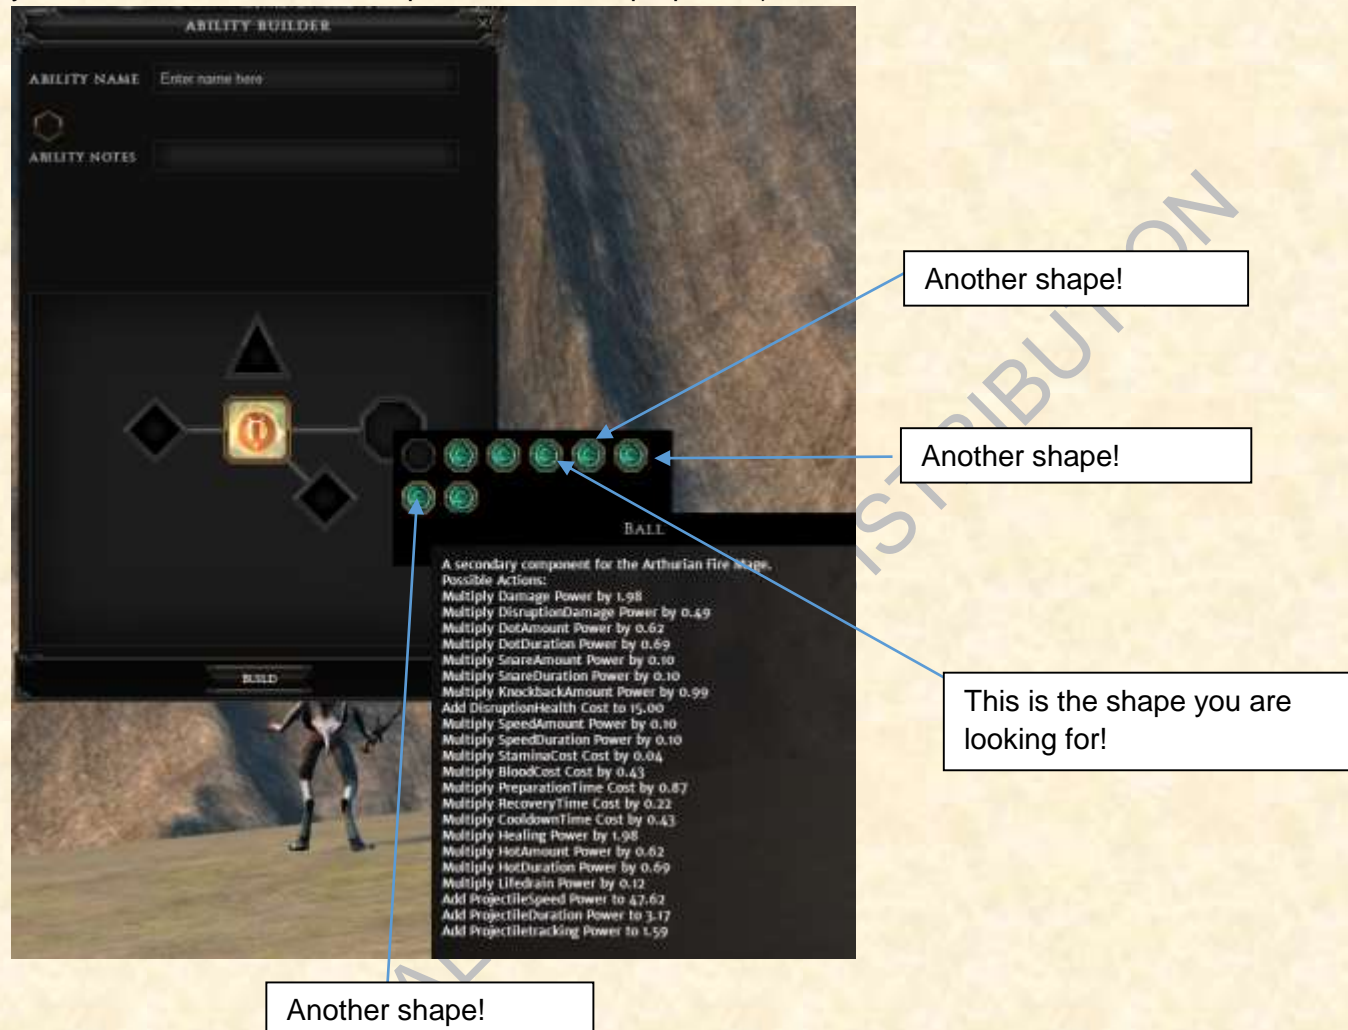 ABILITY BUILDER
ABILITY NAME Enter name here
ABILITY NOTES
Another shape!
Another shape!
BALL
A secondary component for the Arthurian Fire Mage.
Possible Actions:
Multiply Damage Power by 1.98
Multiply DisruptionDamage Power by 0.49
Multiply DotAmount Power by 0.62
Multiply DotDuration Power by 0.69
Multiply SnareAmount Power by 0.10
Multiply SnareDuration Power by 0.10
Multiply KnockbackAmount Power by 0.99
Add DisruptionHealth Cost to 15.00
Multiply SpeedAmount Power by 0.10
Multiply SpeedDuration Power by 0.10
Multiply StaminaCost Cost by 0.04
Multiply BloodCost Cost by 0.43
Multiply PreparationTime Cost by 0.87
Multiply RecoveryTime Cost by 0.22
Multiply CooldownTime Cost by 0.43
Multiply Healing Power by 1.98
Multiply HotAmount Power by 0.62
Multiply HotDuration Power by 0.69
Multiply Lifedrain Power by 0.12
Add ProjectileSpeed Power to 47.62
Add ProjectileDuration Power to 3.17
Add Projectiletracking Power to 1.59
BUILD
This is the shape you are
looking for!
Another shape!